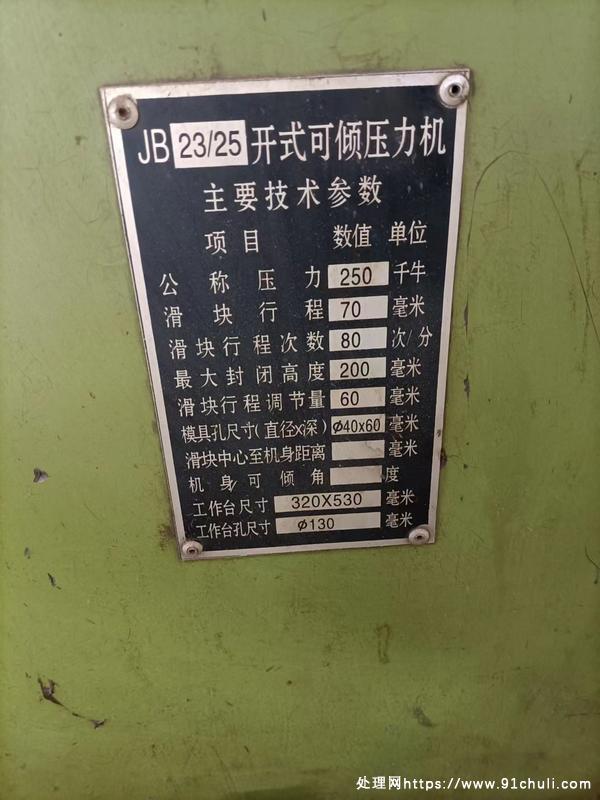 JB 23/25 开式可倾压力机
主要技术参数
项目 数值 单位
公称压力 250 千牛
滑块行程 70 毫米
滑块行程次数 80 次/分
最大封闭高度 200 毫米
滑块行程调节量 60 毫米
模具孔尺寸(直径x深) Φ40x60 毫米
滑块中心至机身距离 毫米
机身可倾角 度
工作台尺寸 320X530 毫米
工作台孔尺寸 Φ130 毫米
处理网https://www.91chuli.com